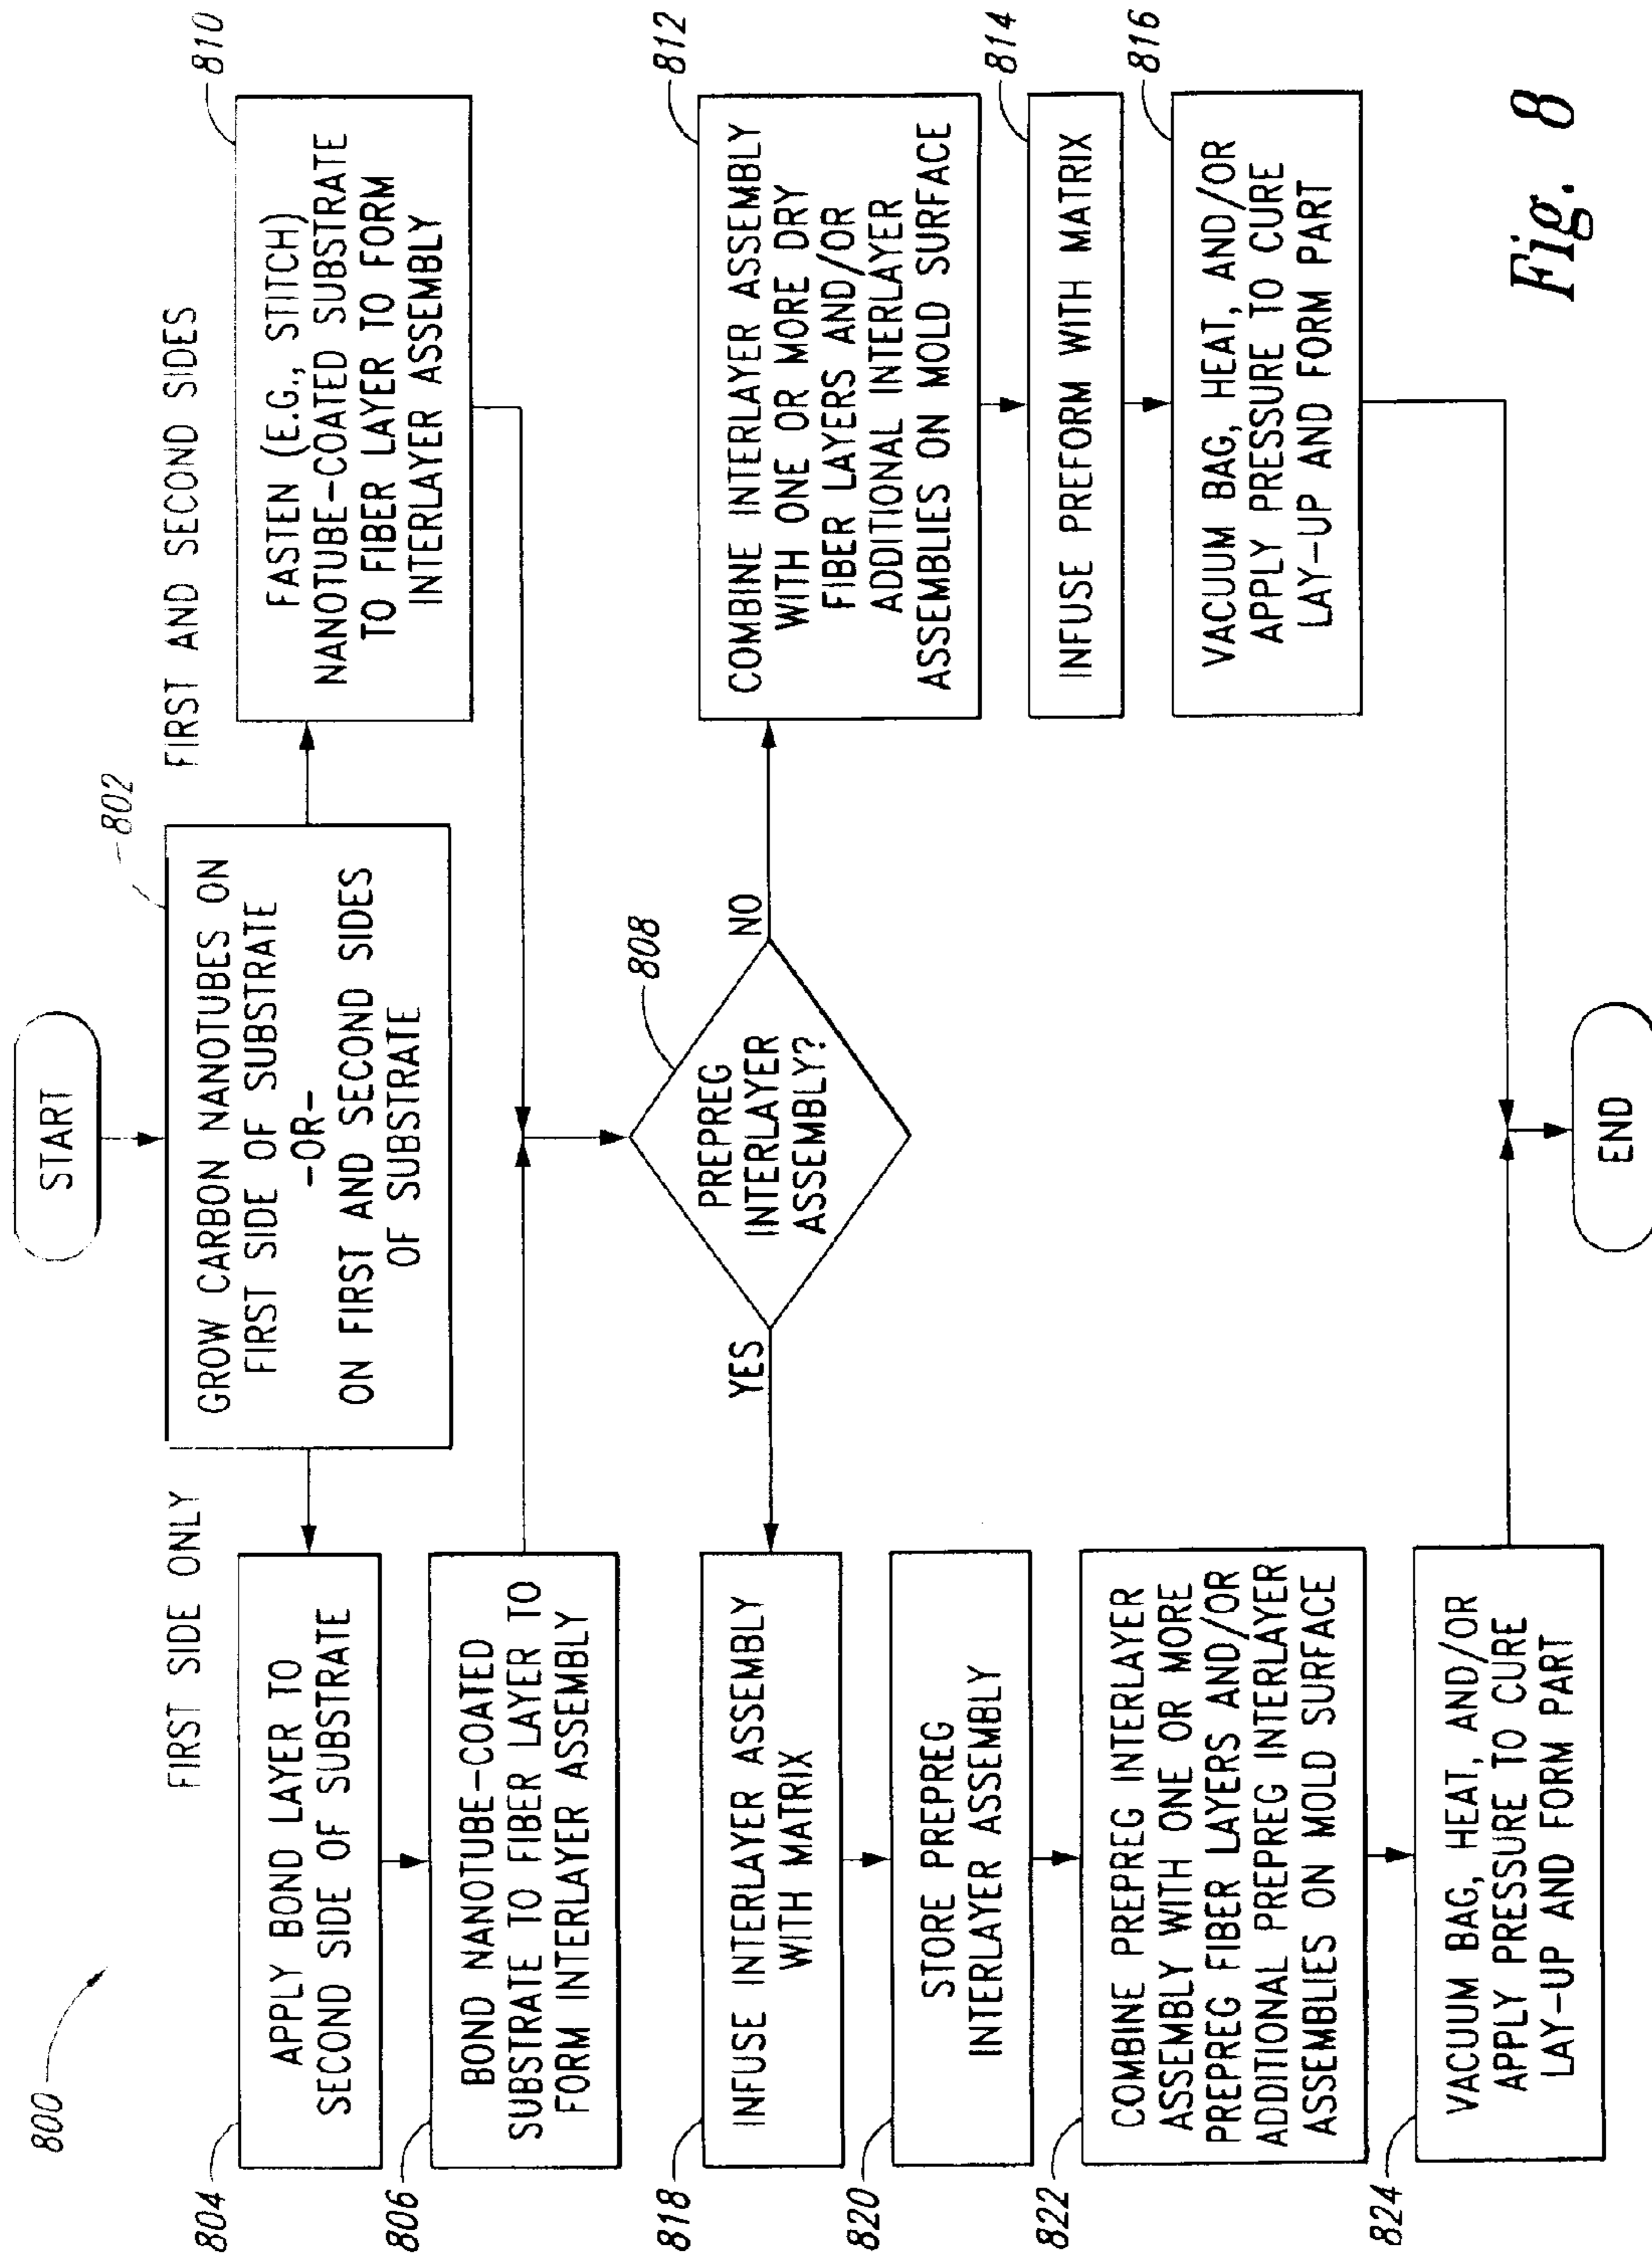 800
START
802
GROW CARBON NANOTUBES ON
FIRST SIDE OF SUBSTRATE
-OR-
ON FIRST AND SECOND SIDES
OF SUBSTRATE
FIRST SIDE ONLY
FIRST AND SECOND SIDES
804
APPLY BOND LAYER TO
SECOND SIDE OF SUBSTRATE
806
BOND NANOTUBE-COATED
SUBSTRATE TO FIBER LAYER TO
FORM INTERLAYER ASSEMBLY
810
FASTEN (E.G., STITCH)
NANOTUBE-COATED SUBSTRATE
TO FIBER LAYER TO FORM
INTERLAYER ASSEMBLY
808
PREPREG
INTERLAYER
ASSEMBLY?
YES
NO
818
INFUSE INTERLAYER ASSEMBLY
WITH MATRIX
820
STORE PREPREG
INTERLAYER ASSEMBLY
822
COMBINE PREPREG INTERLAYER
ASSEMBLY WITH ONE OR MORE
PREPREG FIBER LAYERS AND/OR
ADDITIONAL PREPREG INTERLAYER
ASSEMBLIES ON MOLD SURFACE
824
VACUUM BAG, HEAT, AND/OR
APPLY PRESSURE TO CURE
LAY-UP AND FORM PART
812
COMBINE INTERLAYER ASSEMBLY
WITH ONE OR MORE DRY
FIBER LAYERS AND/OR
ADDITIONAL INTERLAYER
ASSEMBLIES ON MOLD SURFACE
814
INFUSE PREFORM WITH MATRIX
816
VACUUM BAG, HEAT, AND/OR
APPLY PRESSURE TO CURE
LAY-UP AND FORM PART
END
Fig. 8